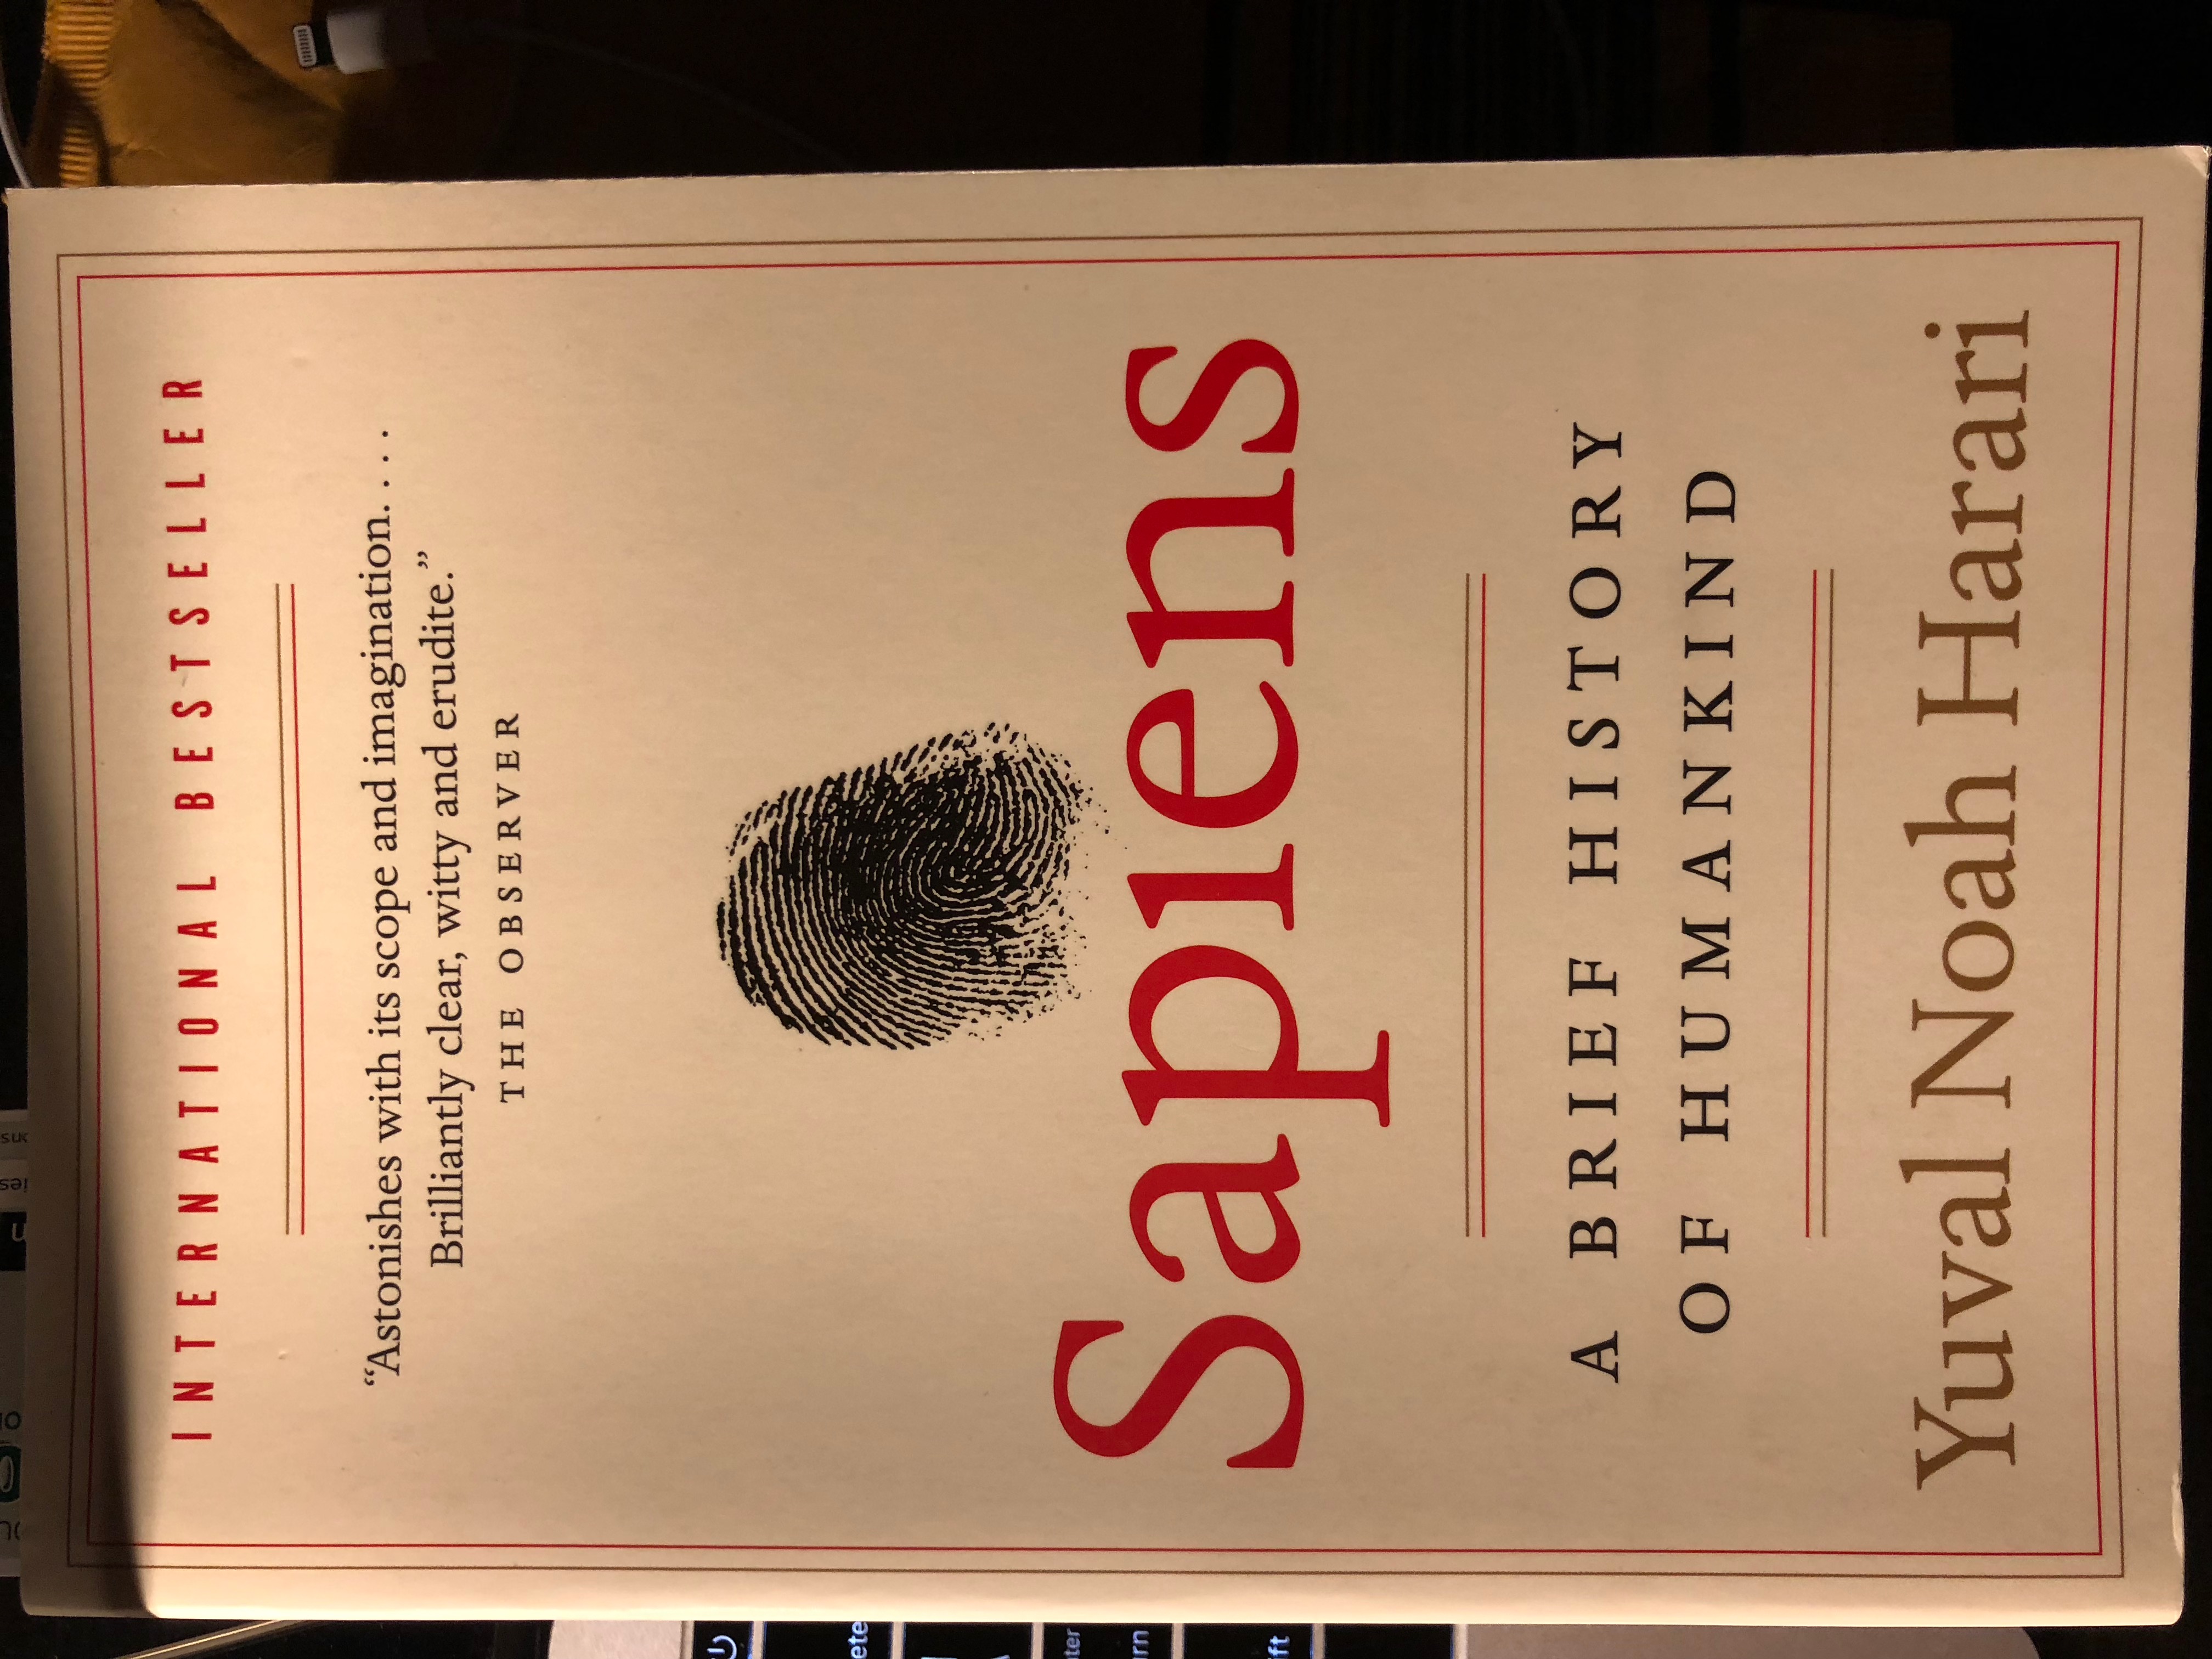 INTERNATIONAL BESTSELLER
“Astonishes with its scope and imagination. . . .
Brilliantly clear, witty and erudite.”
THE OBSERVER
Sapiens
A BRIEF HISTORY
OF HUMANKIND
Yuval Noah Harari